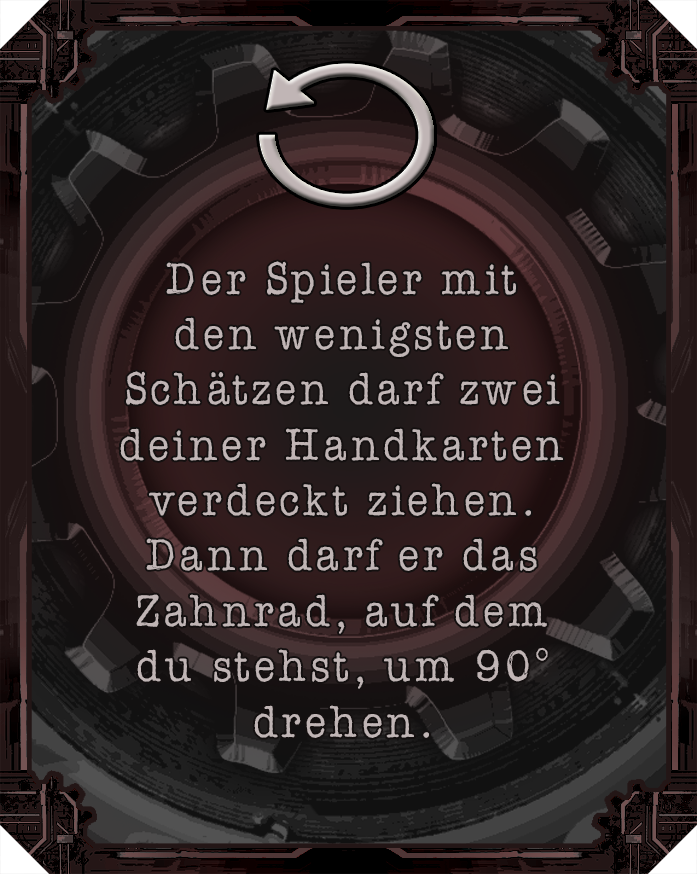 Der Spieler mit
den wenigsten
Schätzen darf zwei
deiner Handkarten
verdeckt ziehen.
Dann darf er das
Zahnrad, auf dem
du stehst, um 90°
drehen.